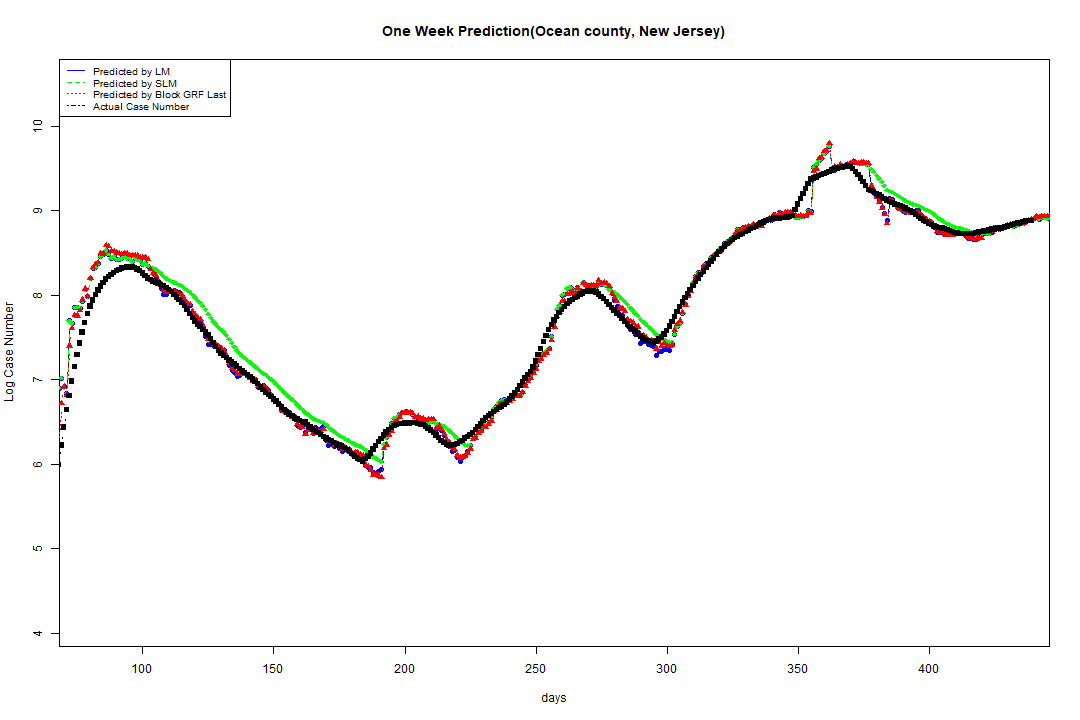 One Week Prediction(Ocean county, New Jersey)
Predicted by LM
Predicted by SLM
Predicted by Block GRF Last
Actual Case Number
10
9
8
7
6
5
4
Log Case Number
100 150 200 250 300 350 400
days